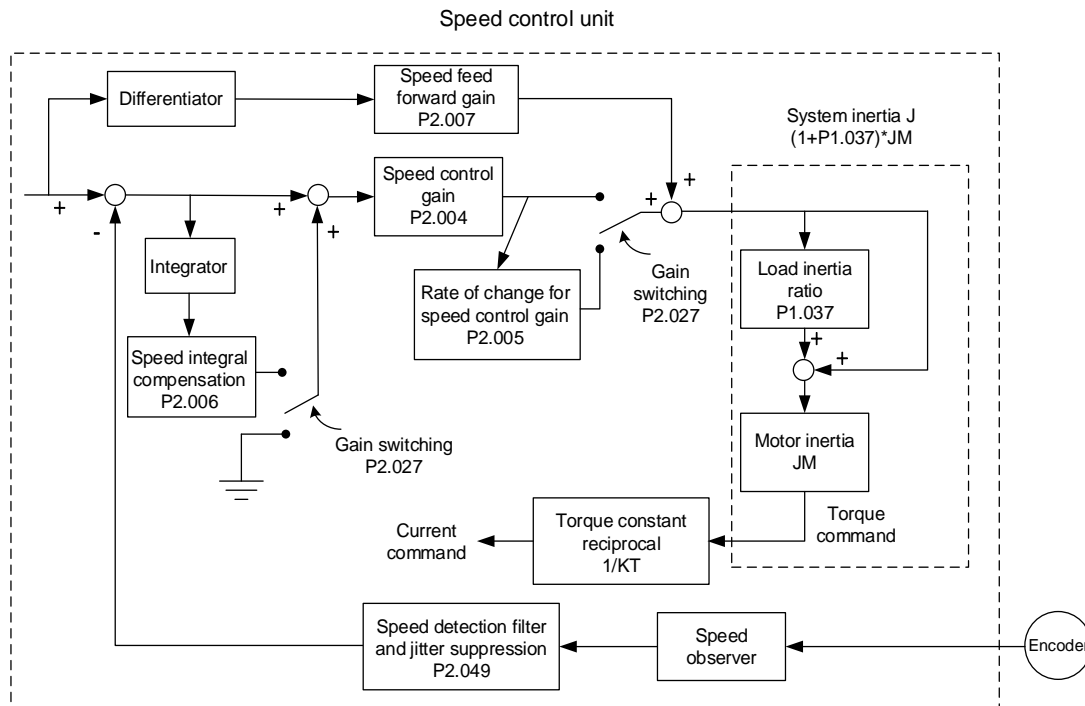 Speed control unit
Differentiator
Speed feed
forward gain
P2.007
System inertia J
(1+P1.037)*JM
+
-
+
+
Speed control
gain
P2.004
+
+
Integrator
Rate of change for
speed control gain
P2.005
Gain
switching
P2.027
Load inertia
ratio
P1.037
+
+
Speed integral
compensation
P2.006
Gain switching
P2.027
Motor inertia
JM
Current
command
Torque constant
reciprocal
1/KT
Torque
command
Speed detection filter
and jitter suppression
P2.049
Speed
observer
Encoder